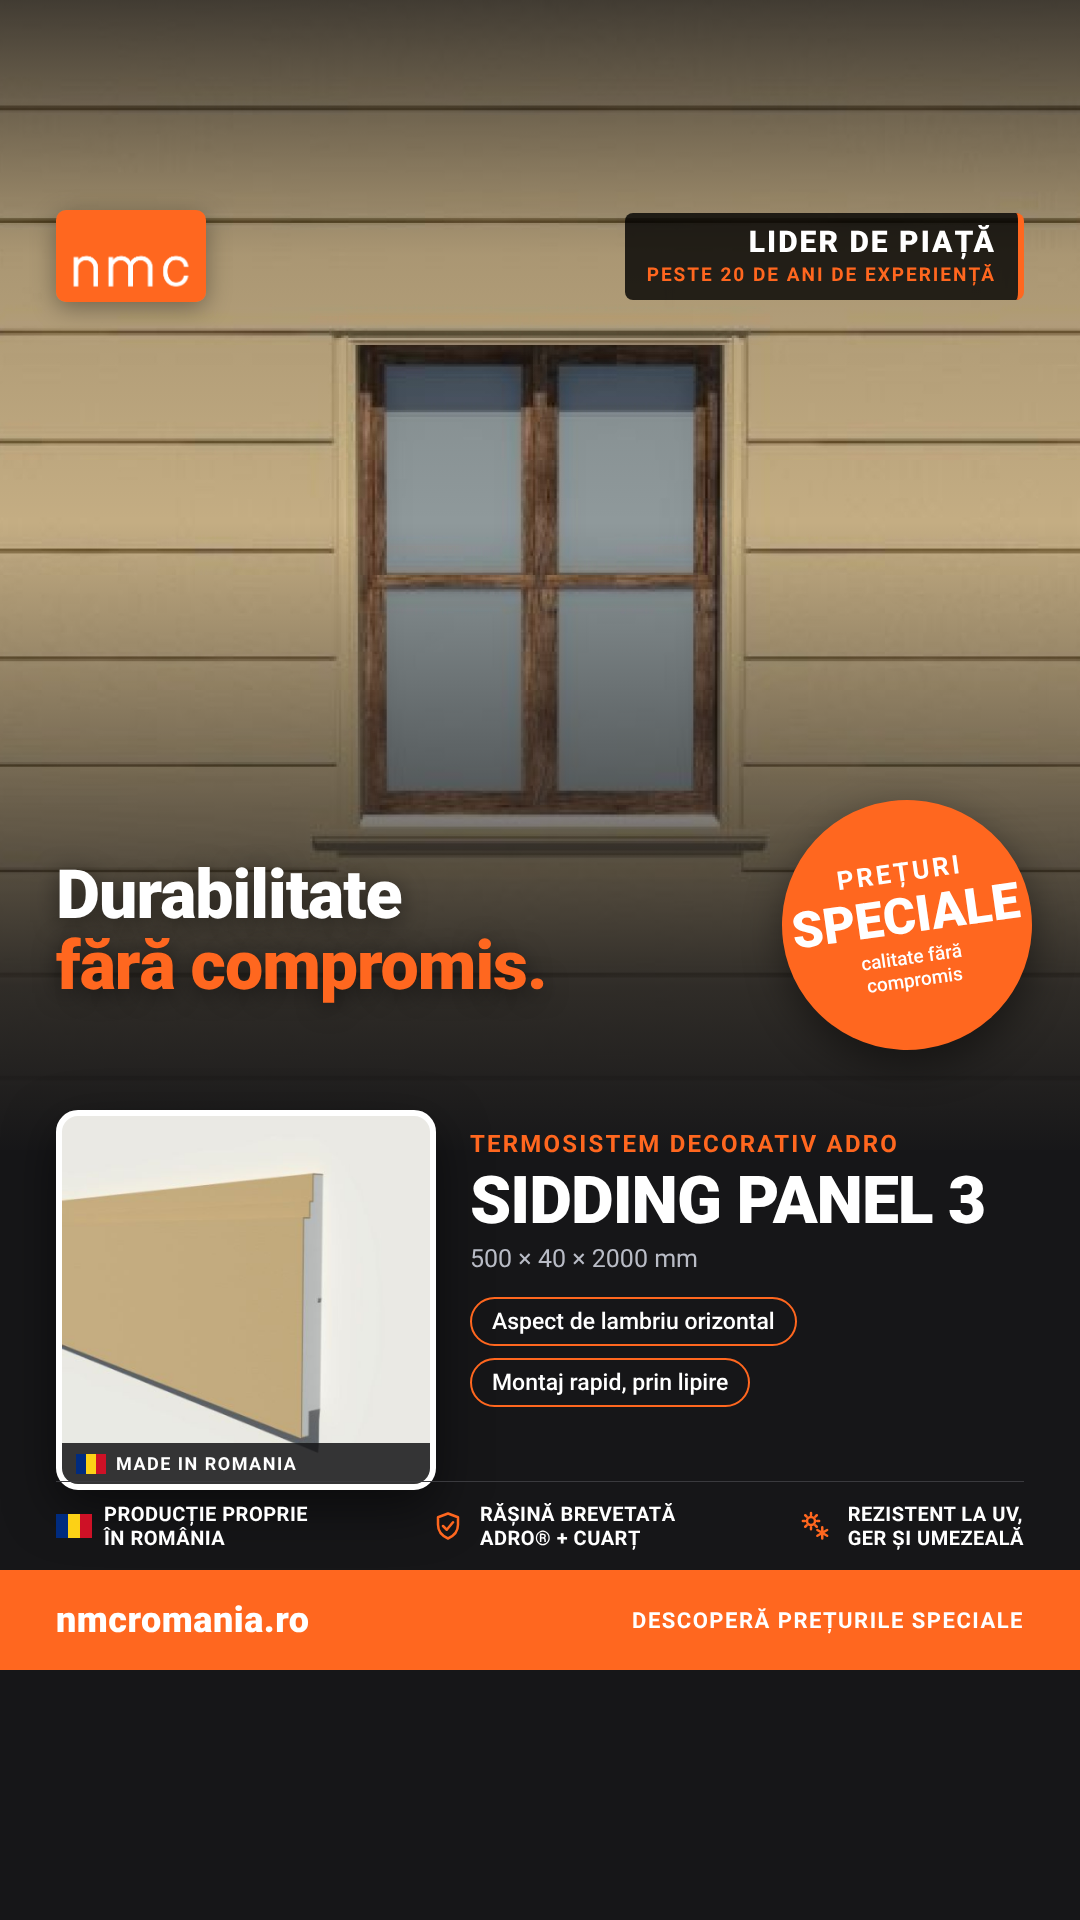 nmc
LIDER DE PIAȚĂ
PESTE 20 DE ANI DE EXPERIENȚĂ
Durabilitate
fără compromis.
PREȚURI
SPECIALE
calitate fără
compromis
TERMOSISTEM DECORATIV ADRO
SIDDING PANEL 3
500 × 40 × 2000 mm
Aspect de lambriu orizontal
Montaj rapid, prin lipire
MADE IN ROMANIA
PRODUCȚIE PROPRIE
ÎN ROMÂNIA
RĂȘINĂ BREVETATĂ
ADRO® + CUARȚ
REZISTENT LA UV,
GER ȘI UMEZEALĂ
nmcromania.ro
DESCOPERĂ PREȚURILE SPECIALE